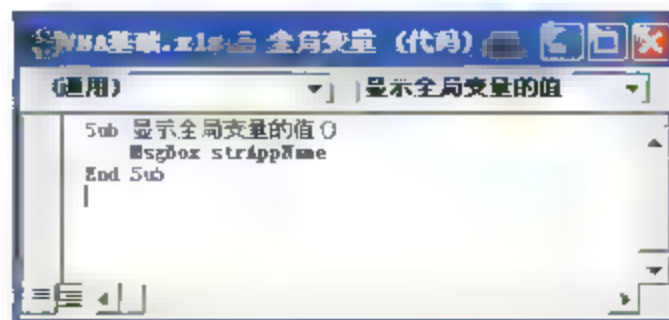 VBA基础.xls - 全局变量 (代码)
(通用) 显示全局变量的值
Sub 显示全局变量的值()
MsgBox strAppName
End Sub